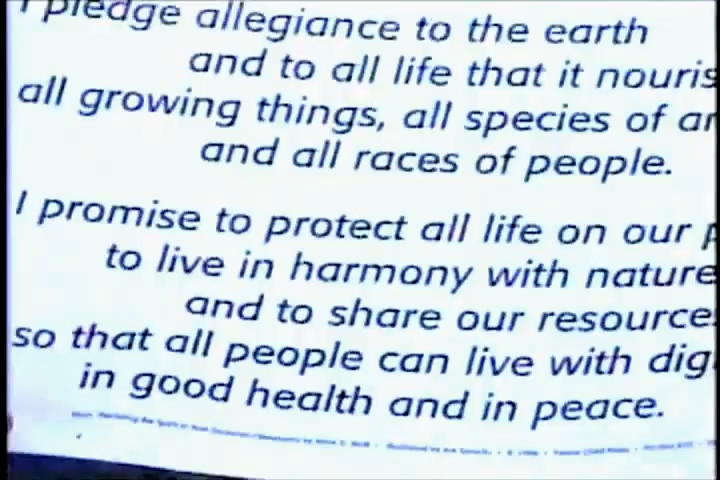 I pledge allegiance to the earth
and to all life that it nouris
all growing things, all species of an
and all races of people.
I promise to protect all life on our p
to live in harmony with nature
and to share our resource
so that all people can live with dig
in good health and in peace.